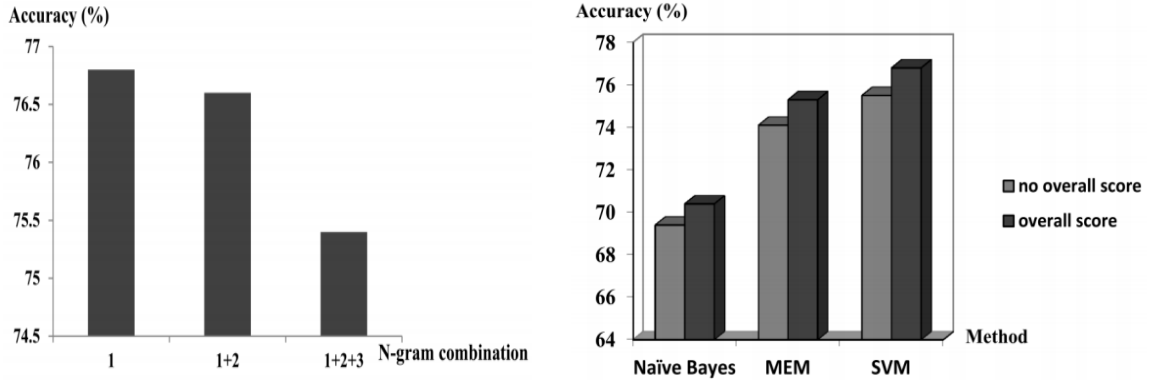 Accuracy (%)
77
76.5
76
75.5
75
74.5
1 1+2 1+2+3
N-gram combination
Accuracy (%)
78
76
74
72
70
68
66
64
Naïve Bayes MEM SVM
Method
no overall score
overall score